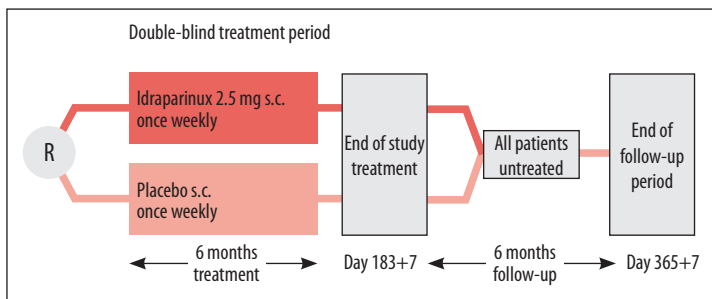 Double-blind treatment period
Idraparinux 2.5 mg s.c.
once weekly
R
Placebo s.c.
once weekly
End of study
treatment
All patients
untreated
End of
follow-up
period
6 months
treatment
Day 183+7
6 months
follow-up
Day 365+7